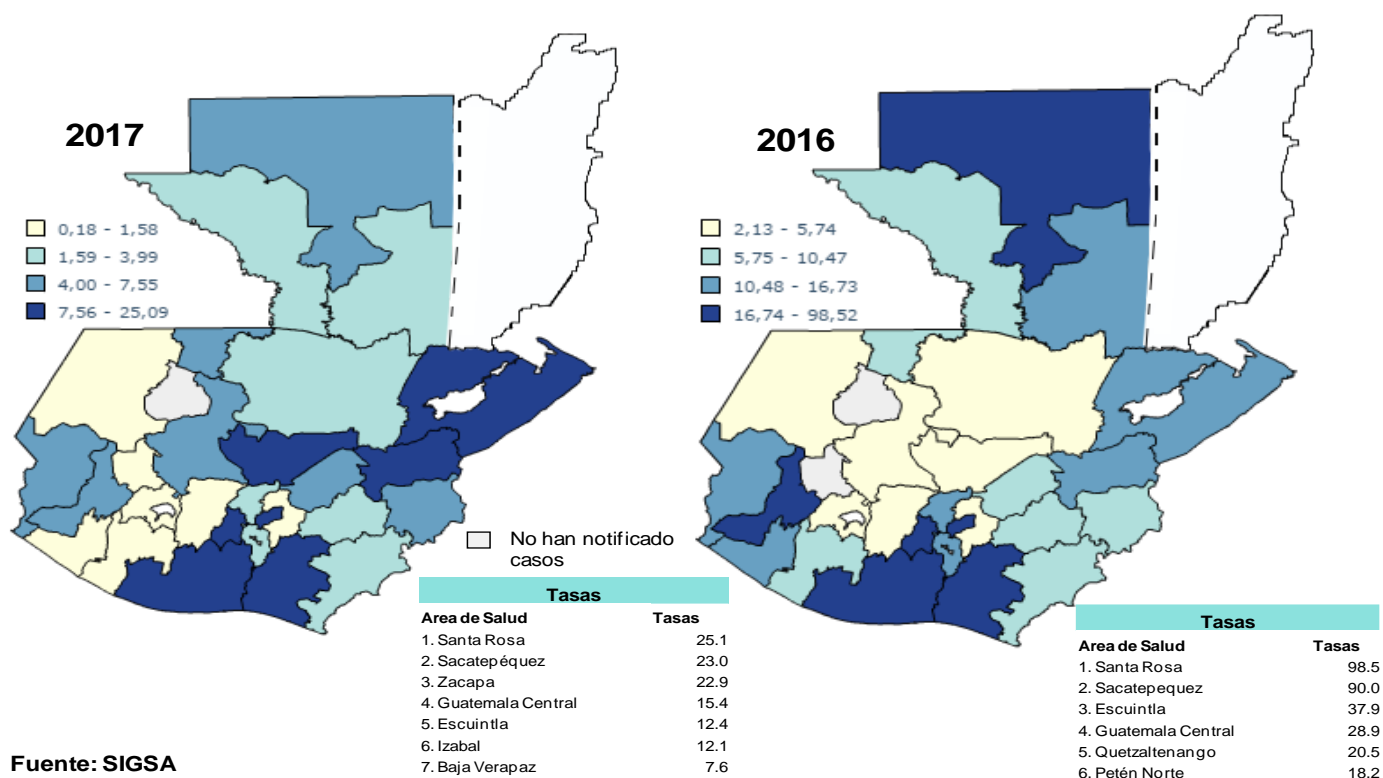 2017
0,18 - 1,58
1,59 - 3,99
4,00 - 7,55
7,56 - 25,09
2016
2,13 - 5,74
5,75 - 10,47
10,48 - 16,73
16,74 - 98,52
No han notificado
casos
Tasas
Area de Salud Tasas
1. Santa Rosa 25.1
2. Sacatepéquez 23.0
3. Zacapa 22.9
4. Guatemala Central 15.4
5. Escuintla 12.4
6. Izabal 12.1
7. Baja Verapaz 7.6
Tasas
Area de Salud Tasas
1. Santa Rosa 98.5
2. Sacatepequez 90.0
3. Escuintla 37.9
4. Guatemala Central 28.9
5. Quetzaltenango 20.5
6. Petén Norte 18.2
Fuente: SIGSA